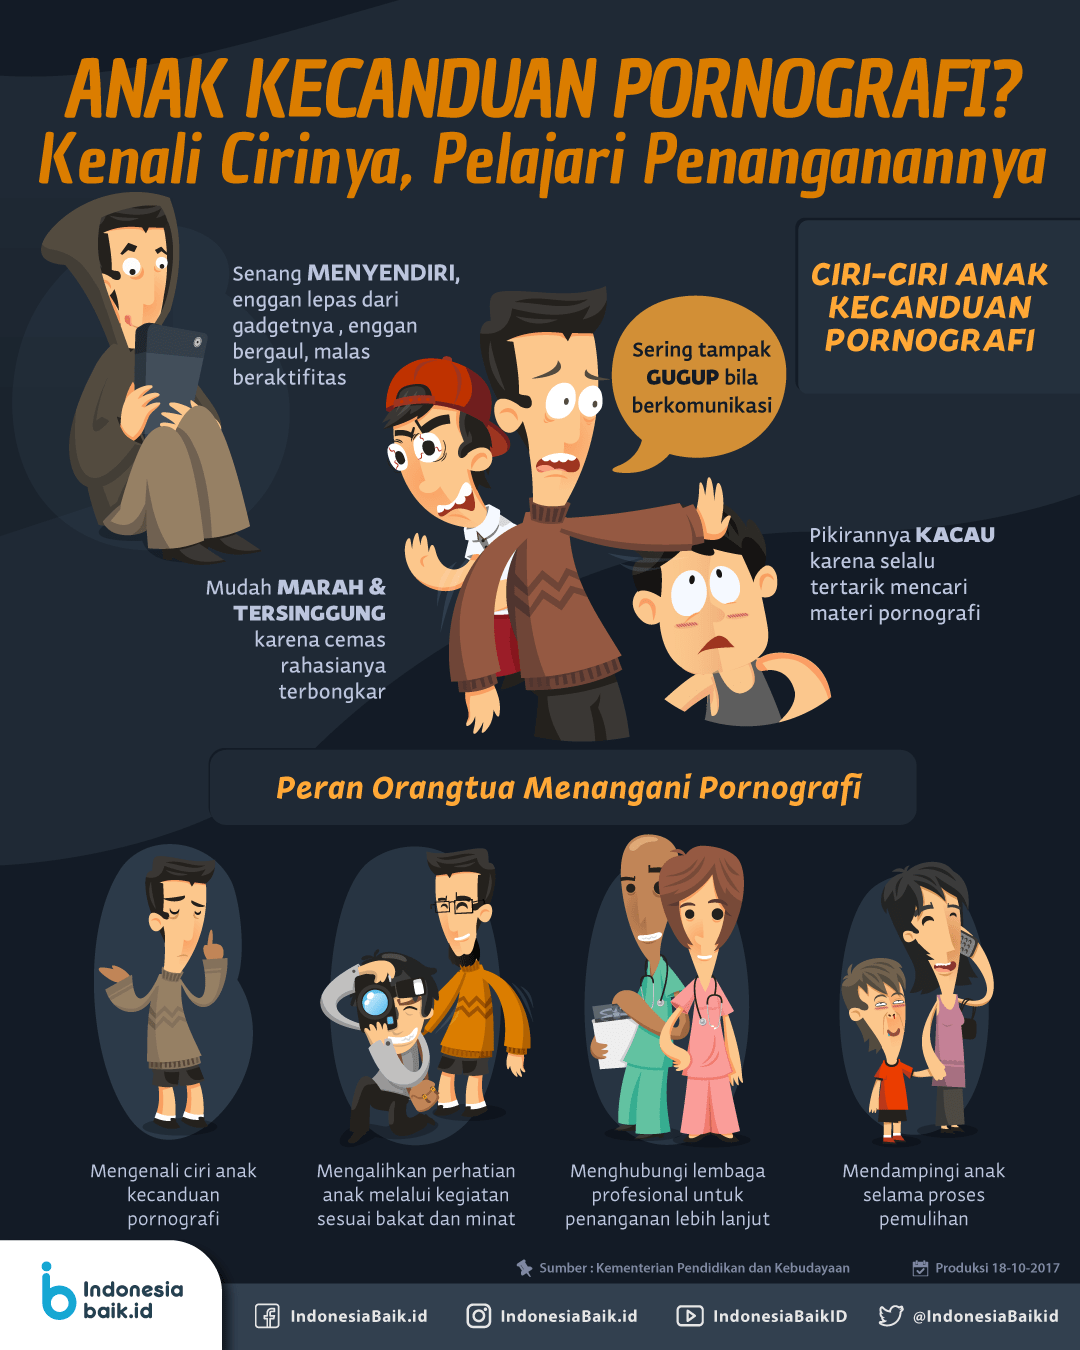 ANAK KECANDUAN PORNOGRAFI?
Kenali Cirinya, Pelajari Penanganannya
CIRI-CIRI ANAK
KECANDUAN
PORNOGRAFI
Senang MENYENDIRI,
enggan lepas dari
gadgetnya , enggan
bergaul, malas
beraktifitas
Sering tampak
GUGUP bila
berkomunikasi
Mudah MARAH &
TERSINGGUNG
karena cemas
rahasianya
terbongkar
Pikirannya KACAU
karena selalu
tertarik mencari
materi pornografi
Peran Orangtua Menangani Pornografi
Mengenali ciri anak
kecanduan
pornografi
Mengalihkan perhatian
anak melalui kegiatan
sesuai bakat dan minat
Menghubungi lembaga
profesional untuk
penanganan lebih lanjut
Mendampingi anak
selama proses
pemulihan
Sumber : Kementerian Pendidikan dan Kebudayaan
Produksi 18-10-2017
Indonesia
baik.id
IndonesiaBaik.id
IndonesiaBaik.id
IndonesiaBaikID
@IndonesiaBaikid